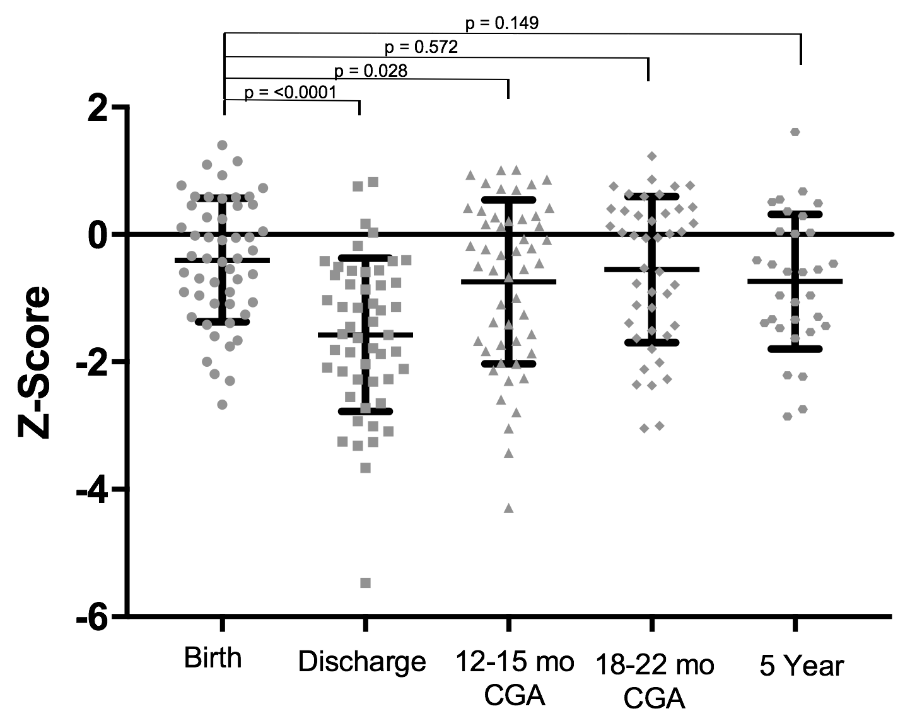 p = 0.149
p = 0.572
p = 0.028
p = <0.0001
2
0
-2
-4
-6
Z-Score
Birth
Discharge
12-15 mo
CGA
18-22 mo
CGA
5 Year